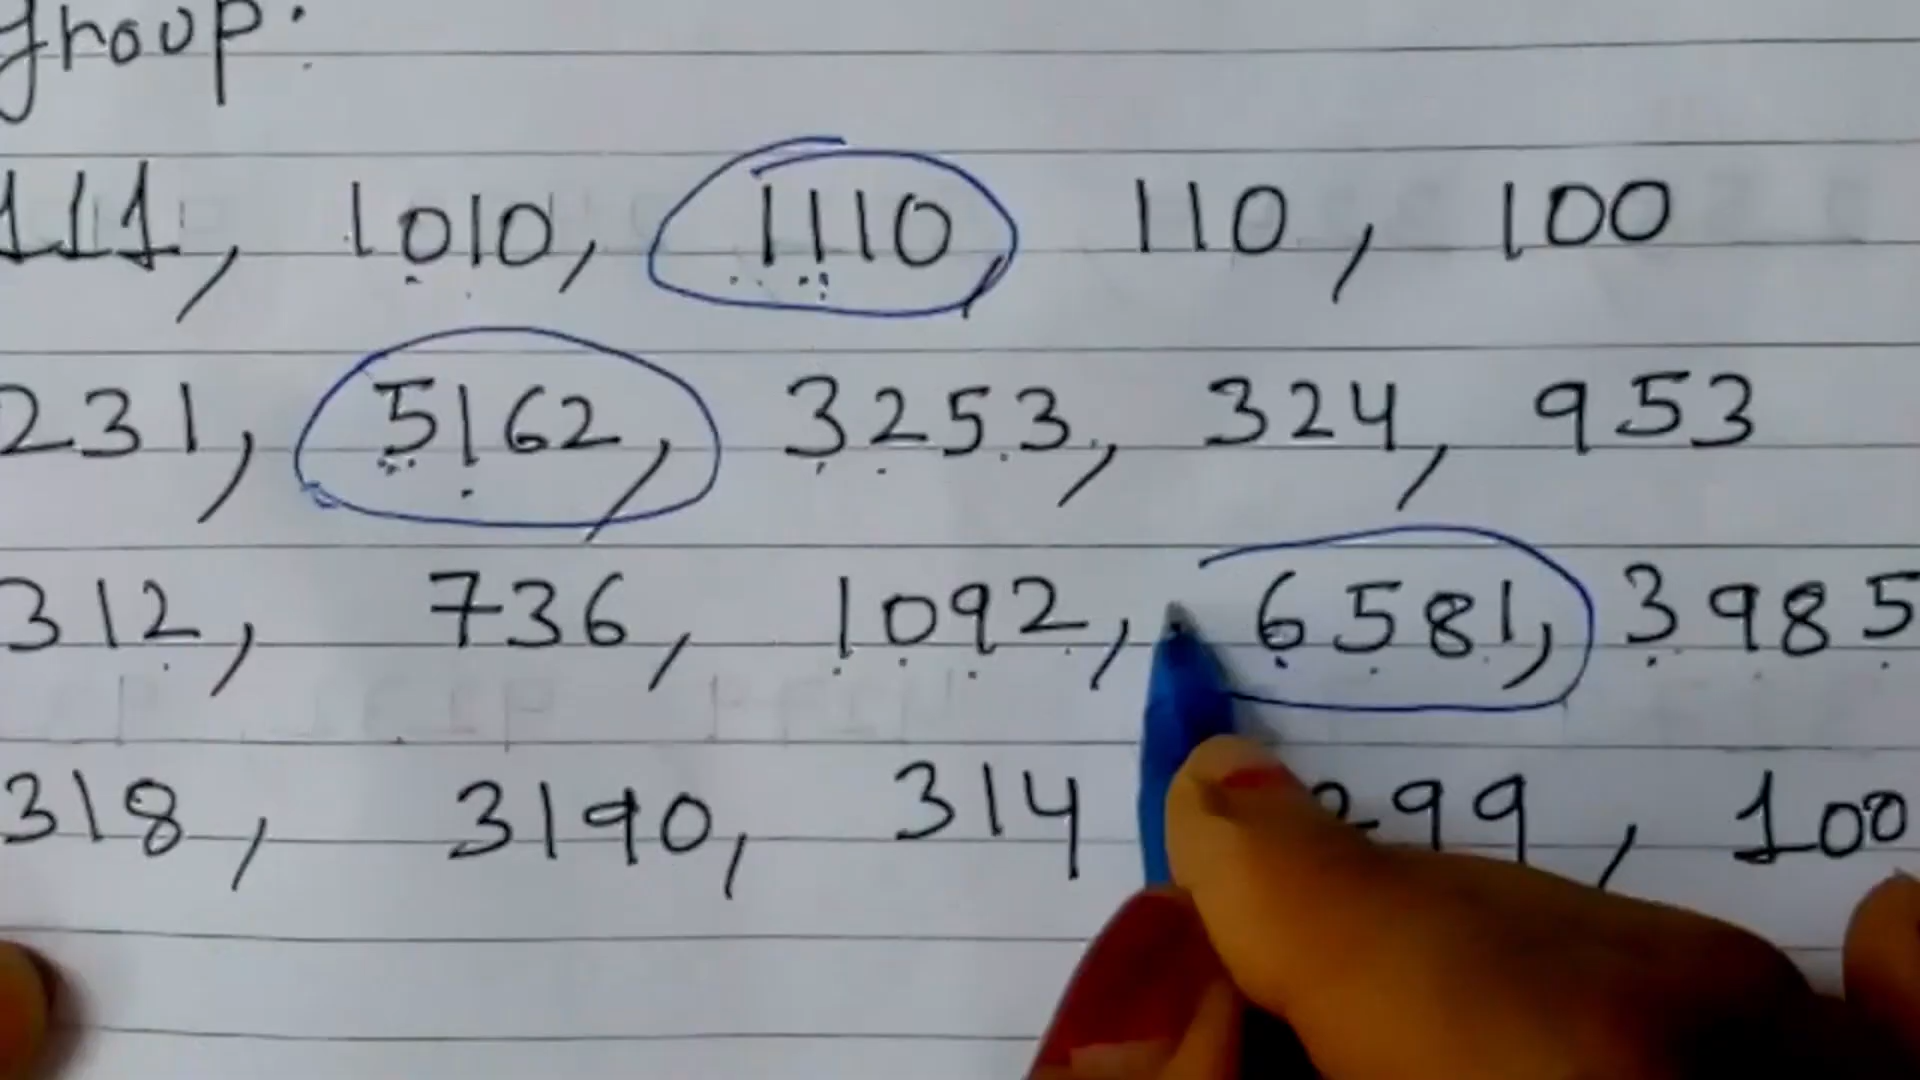 group:
111, 1010, 1110, 110, 100
231, 5162, 3253, 324, 953
312, 736, 1092, 6581, 3985
318, 3190, 314 299, 100